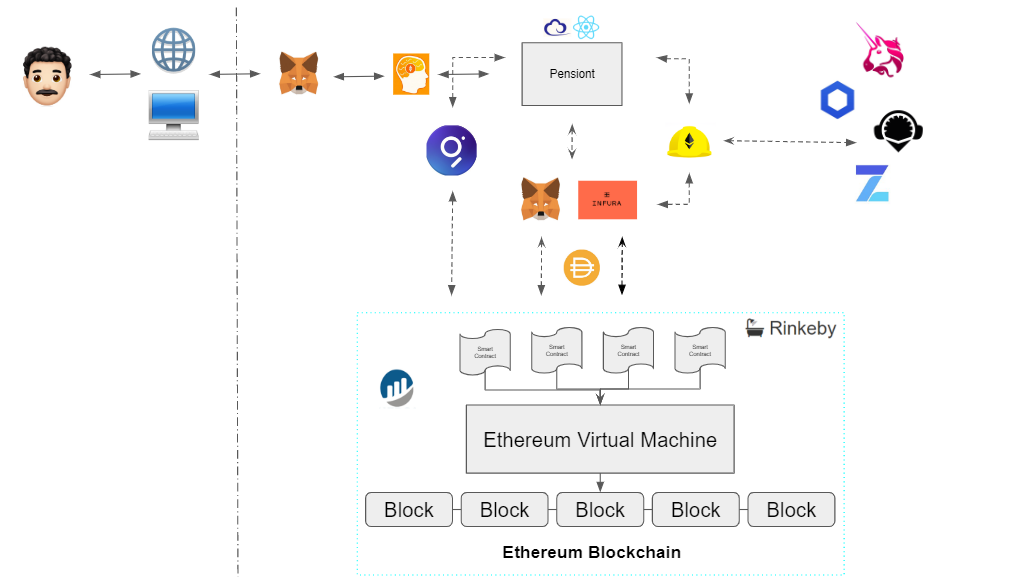 Pensiont
INFURA
Rinkeby
Smart
Contract
Smart
Contract
Smart
Contract
Smart
Contract
Ethereum Virtual Machine
Block
Block
Block
Block
Block
Ethereum Blockchain